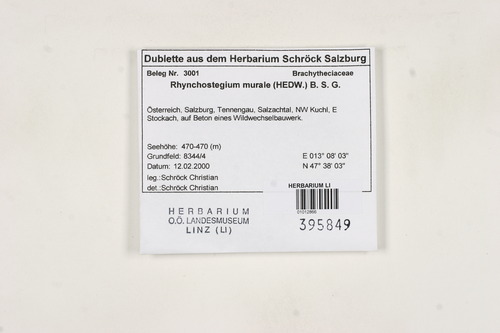 Dublette aus dem Herbarium Schröck Salzburg
Beleg Nr. 3001 Brachytheciaceae
Rhynchostegium murale (HEDW.) B. S. G.
Österreich, Salzburg, Tennengau, Salzachtal, NW Kuchl, E
Stockach, auf Beton eines Wildwechselbauwerk.
Seehöhe: 470-470 (m) E 013° 08' 03"
Grundfeld: 8344/4 N 47° 38' 03"
Datum: 12.02.2000
leg.:Schröck Christian
det.:Schröck Christian
HERBARIUM LI
HERBARIUM
O.Ö. LANDESMUSEUM
LINZ (LI)
395849